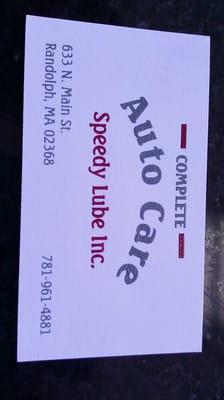 COMPLETE
Auto Care
Speedy Lube Inc.
633 N. Main St.
Randolph, MA 02368
781-961-4881